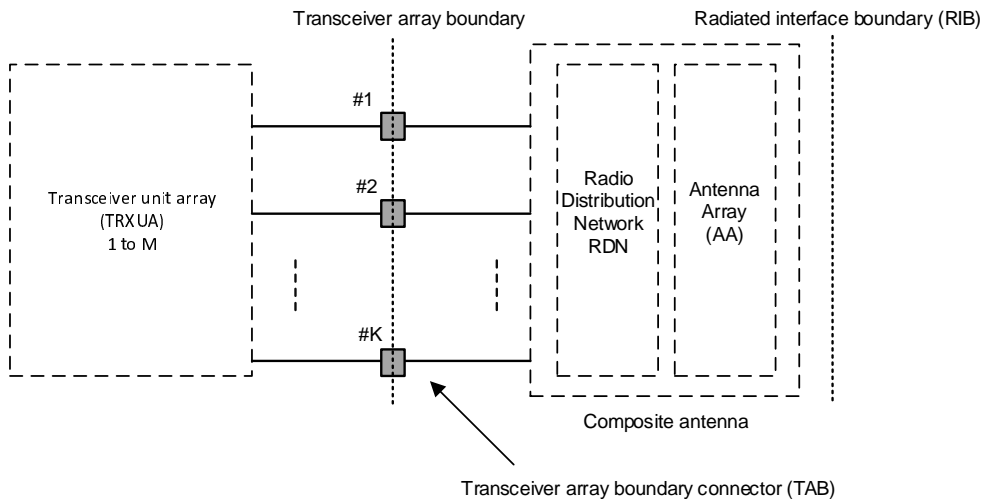 Transceiver array boundary
Radiated interface boundary (RIB)
#1
#2
#K
Transceiver unit array
(TRXUA)
1 to M
Radio
Distribution
Network
RDN
Antenna
Array
(AA)
Composite antenna
Transceiver array boundary connector (TAB)